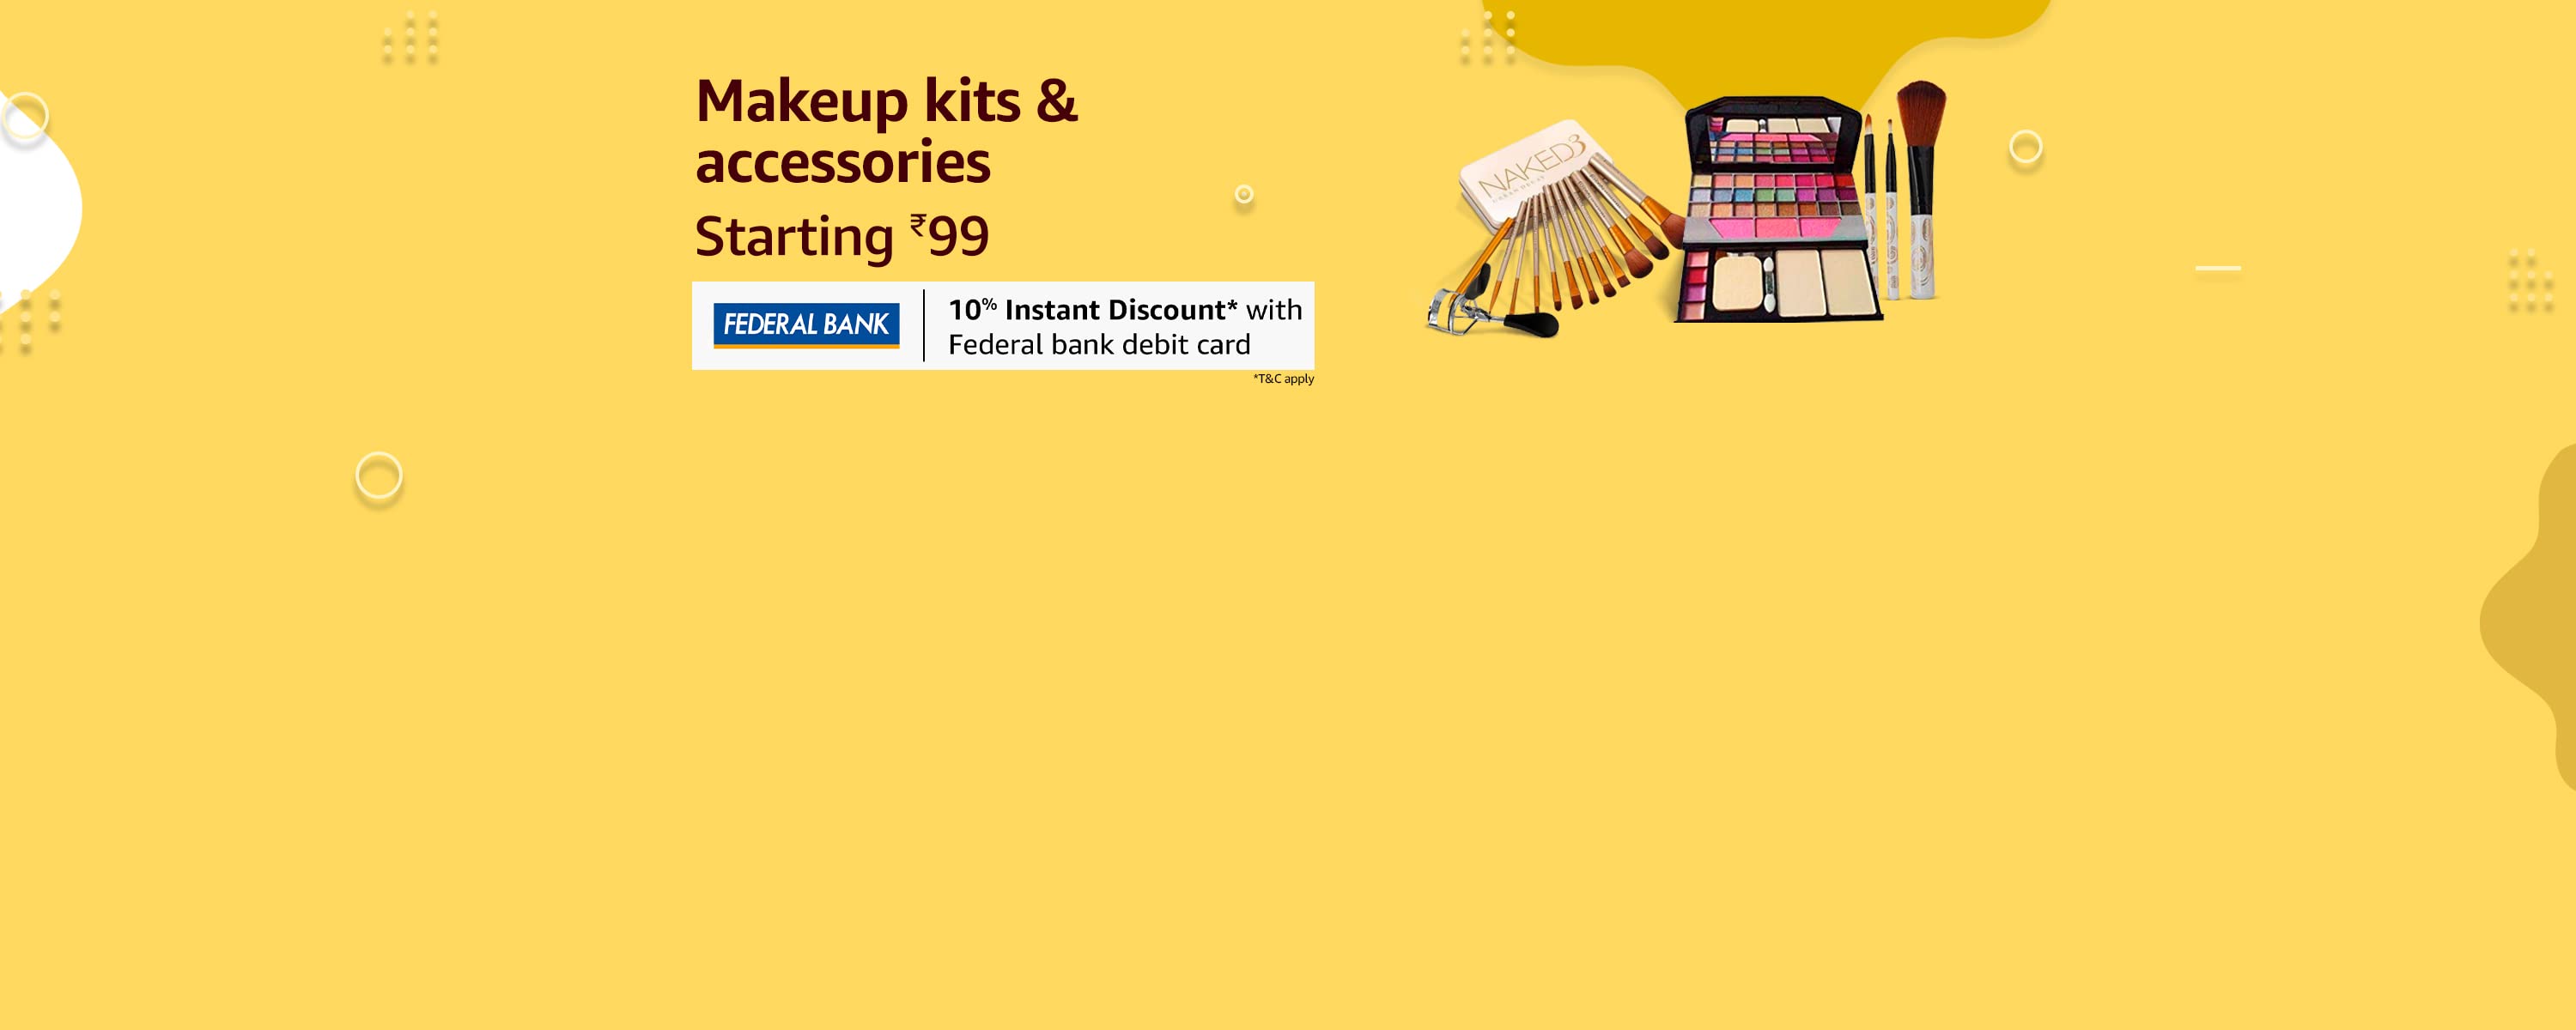 Makeup kits &
accessories
Starting ₹99
FEDERAL BANK
10% Instant Discount* with
Federal bank debit card
*T&C apply
NAKED3